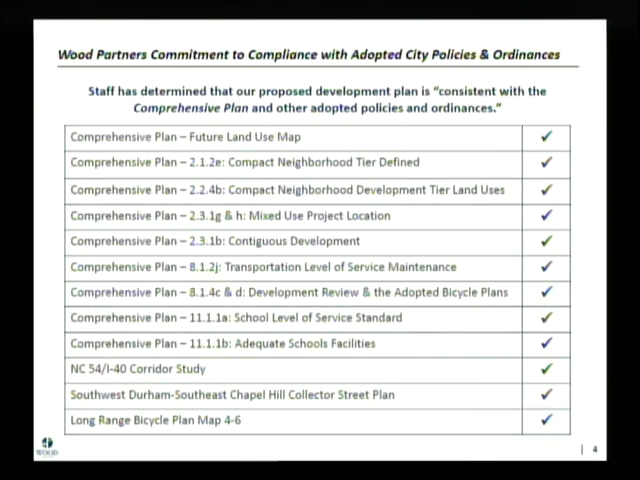 Wood Partners Commitment to Compliance with Adopted City Policies & Ordinances
Staff has determined that our proposed development plan is “consistent with the
Comprehensive Plan and other adopted policies and ordinances.”
Comprehensive Plan – Future Land Use Map ✓
Comprehensive Plan – 2.1.2e: Compact Neighborhood Tier Defined ✓
Comprehensive Plan – 2.2.4b: Compact Neighborhood Development Tier Land Uses ✓
Comprehensive Plan – 2.3.1g & h: Mixed Use Project Location ✓
Comprehensive Plan – 2.3.1b: Contiguous Development ✓
Comprehensive Plan – 8.1.2j: Transportation Level of Service Maintenance ✓
Comprehensive Plan – 8.1.4c & d: Development Review & the Adopted Bicycle Plans ✓
Comprehensive Plan – 11.1.1a: School Level of Service Standard ✓
Comprehensive Plan – 11.1.1b: Adequate Schools Facilities ✓
NC 54/I-40 Corridor Study ✓
Southwest Durham-Southeast Chapel Hill Collector Street Plan ✓
Long Range Bicycle Plan Map 4-6 ✓
WOOD
| 4